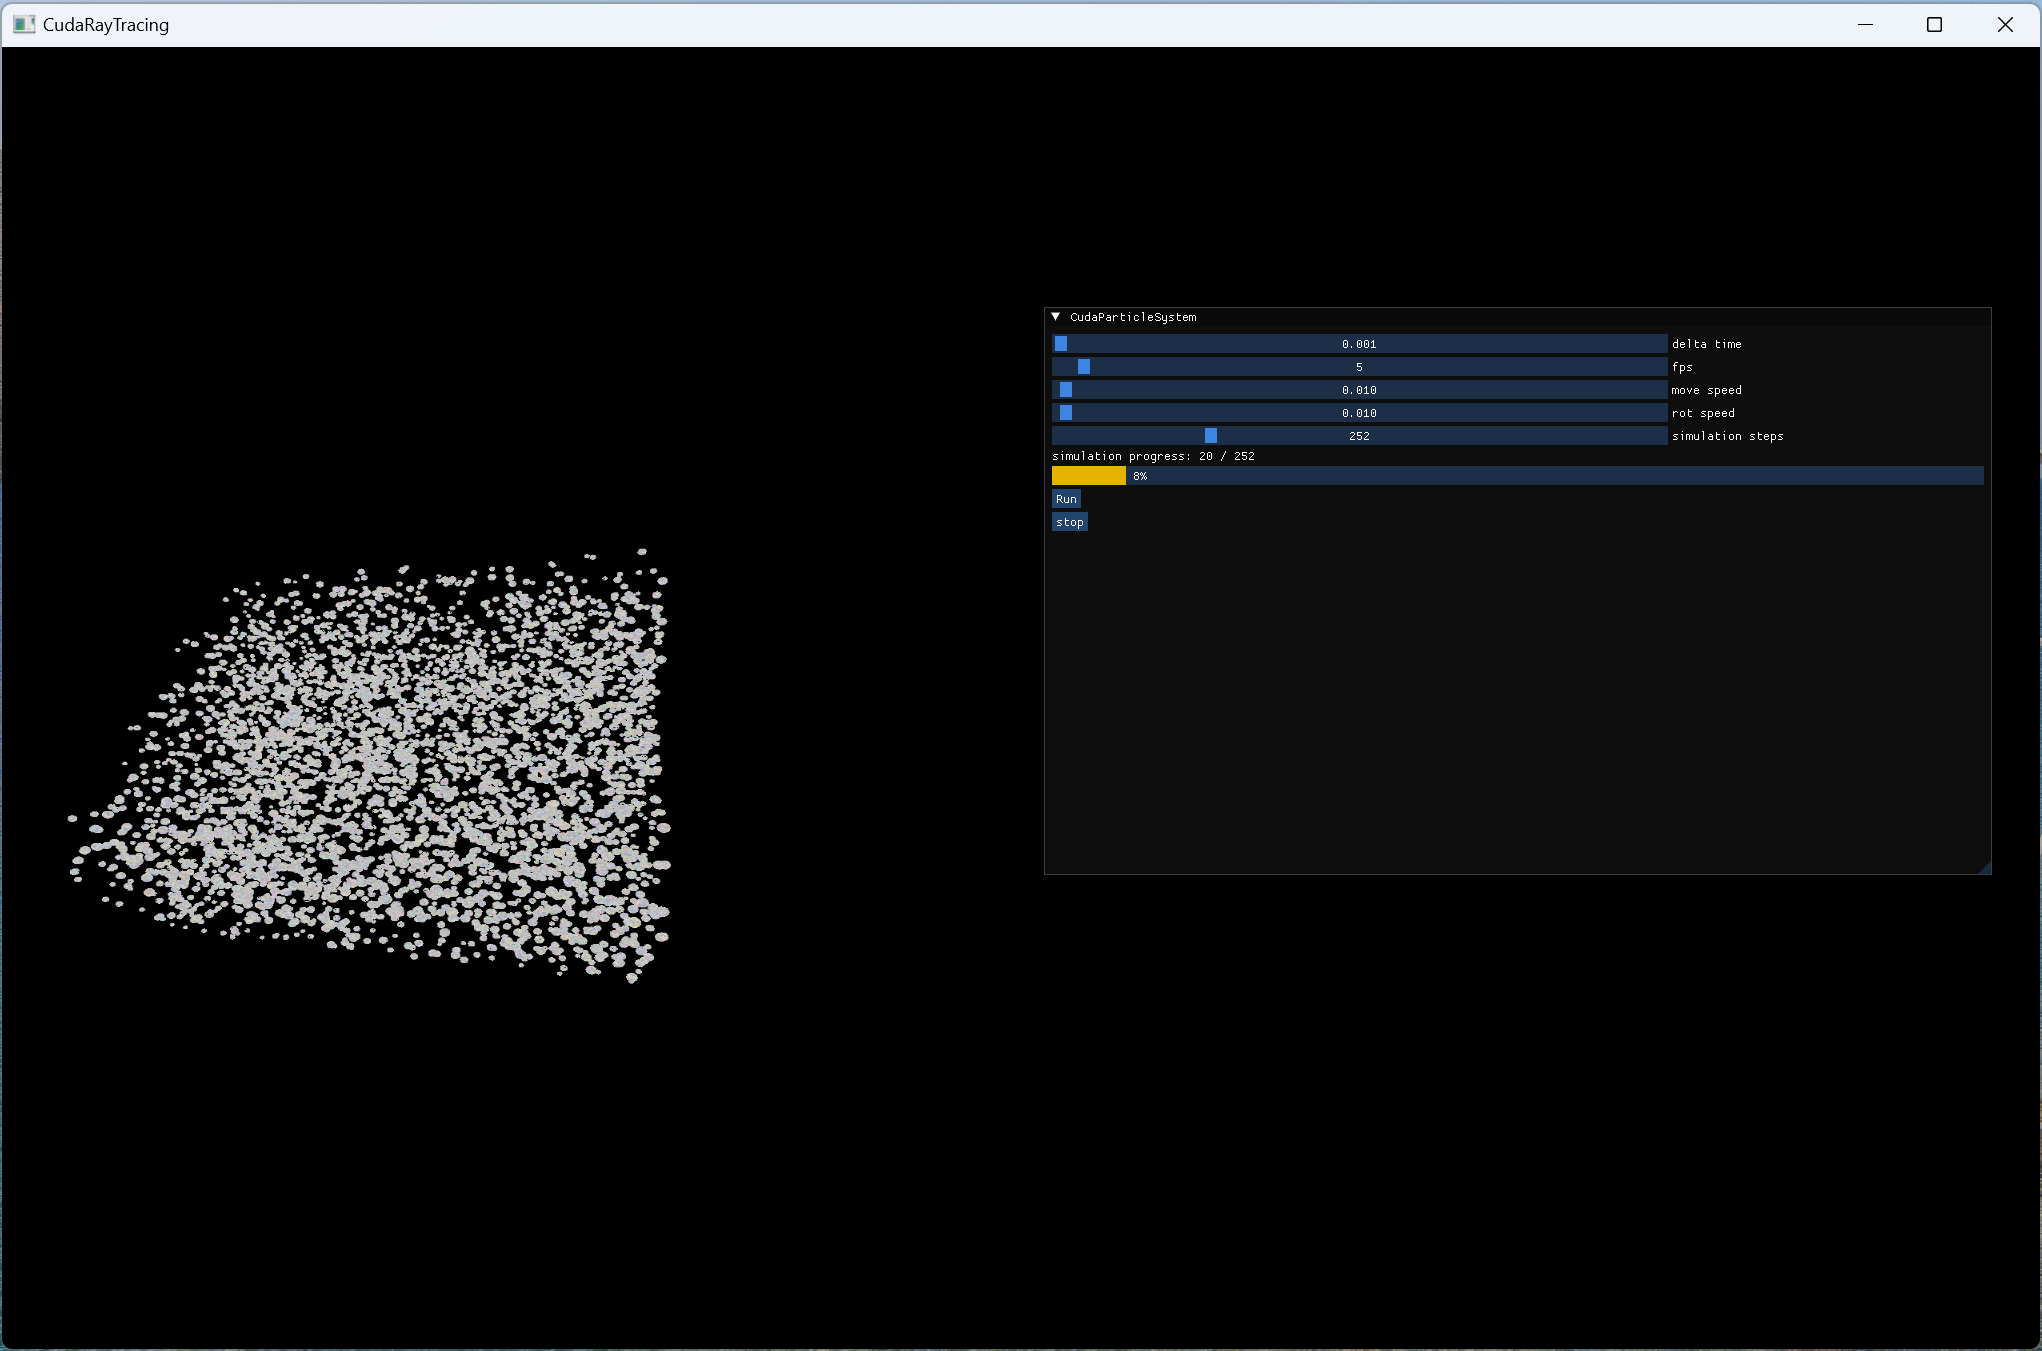 CudaRayTracing
CudaParticleSystem
0.001 delta time
5 fps
0.010 move speed
0.010 rot speed
252 simulation steps
simulation progress: 20 / 252
8%
Run
stop